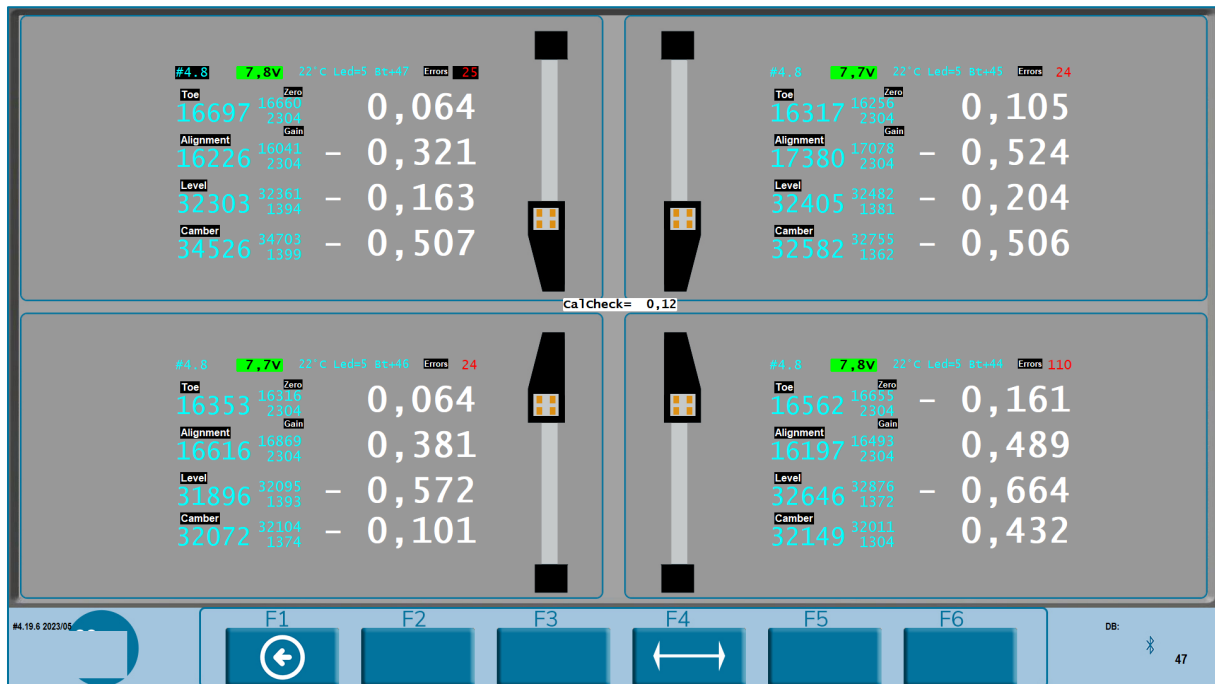 #4.8 7,8V 22°C Led=5 Bt+47 Errors 25
Toe Zero
16697 16660 0,064
2304
Gain
Alignment
16226 16041 - 0,321
2304
Level
32303 32361 - 0,163
1394
Camber
34526 34703 - 0,507
1399
#4.8 7,7V 22°C Led=5 Bt+45 Errors 24
Toe Zero
16317 16256 0,105
2304
Gain
Alignment
17380 17078 - 0,524
2304
Level
32405 32482 - 0,204
1381
Camber
32582 32755 - 0,506
1362
CalCheck= 0,12
#4.8 7,7V 22°C Led=5 Bt+46 Errors 24
Toe Zero
16353 16316 0,064
2304
Gain
Alignment
16616 16869 0,381
2304
Level
31896 32095 - 0,572
1393
Camber
32072 32104 - 0,101
1374
#4.8 7,8V 22°C Led=5 Bt+44 Errors 110
Toe Zero
16562 16655 - 0,161
2304
Gain
Alignment
16197 16493 0,489
2304
Level
32646 32876 - 0,664
1372
Camber
32149 32011 0,432
1304
#4.19.6 2023/05
F1 F2 F3 F4 F5 F6
DB:
47